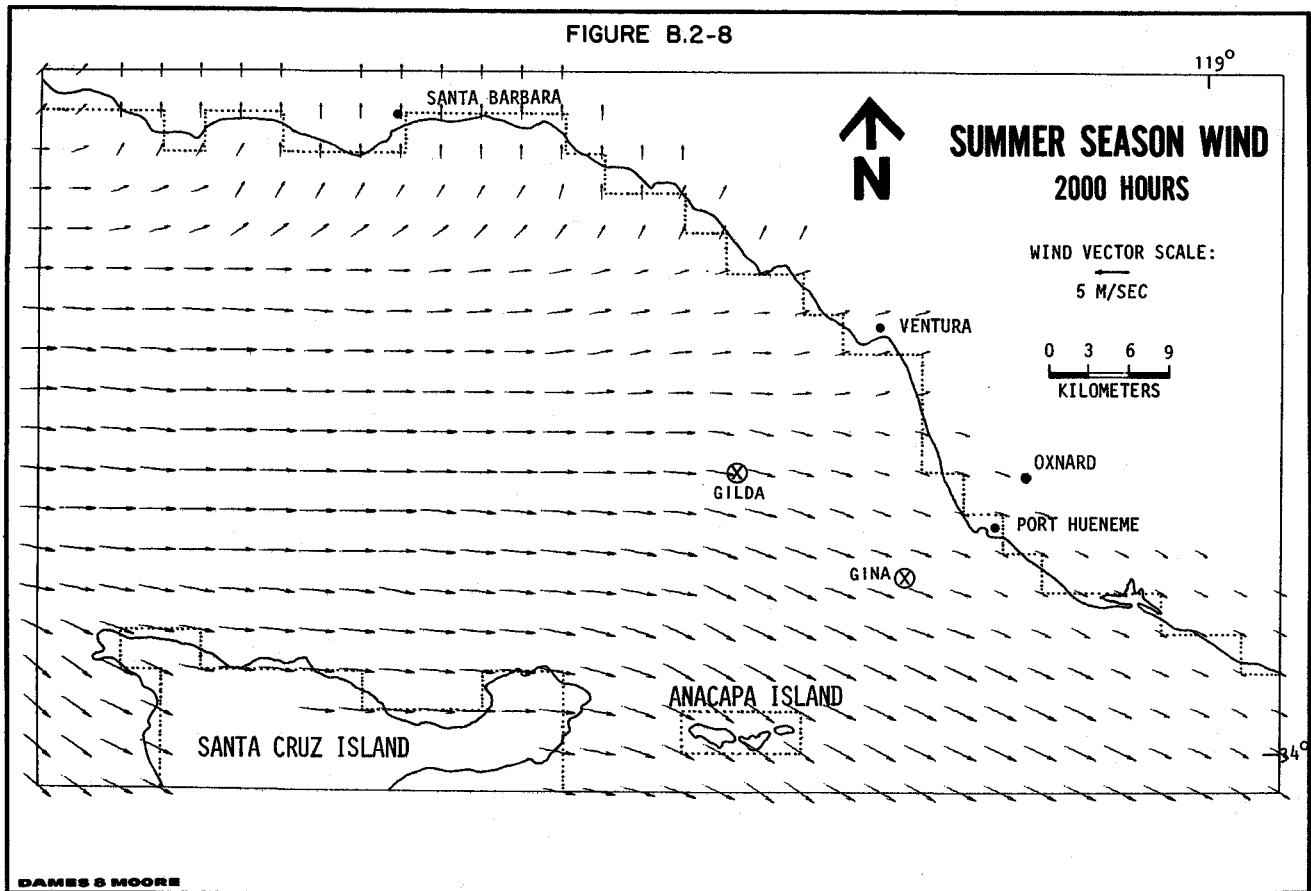 FIGURE B.2-8
119°
SANTA BARBARA
N
SUMMER SEASON WIND
2000 HOURS
WIND VECTOR SCALE:
5 M/SEC
VENTURA
0 3 6 9
KILOMETERS
OXNARD
GILDA
PORT HUENEME
GINA
ANACAPA ISLAND
SANTA CRUZ ISLAND
34°
DAMES & MOORE